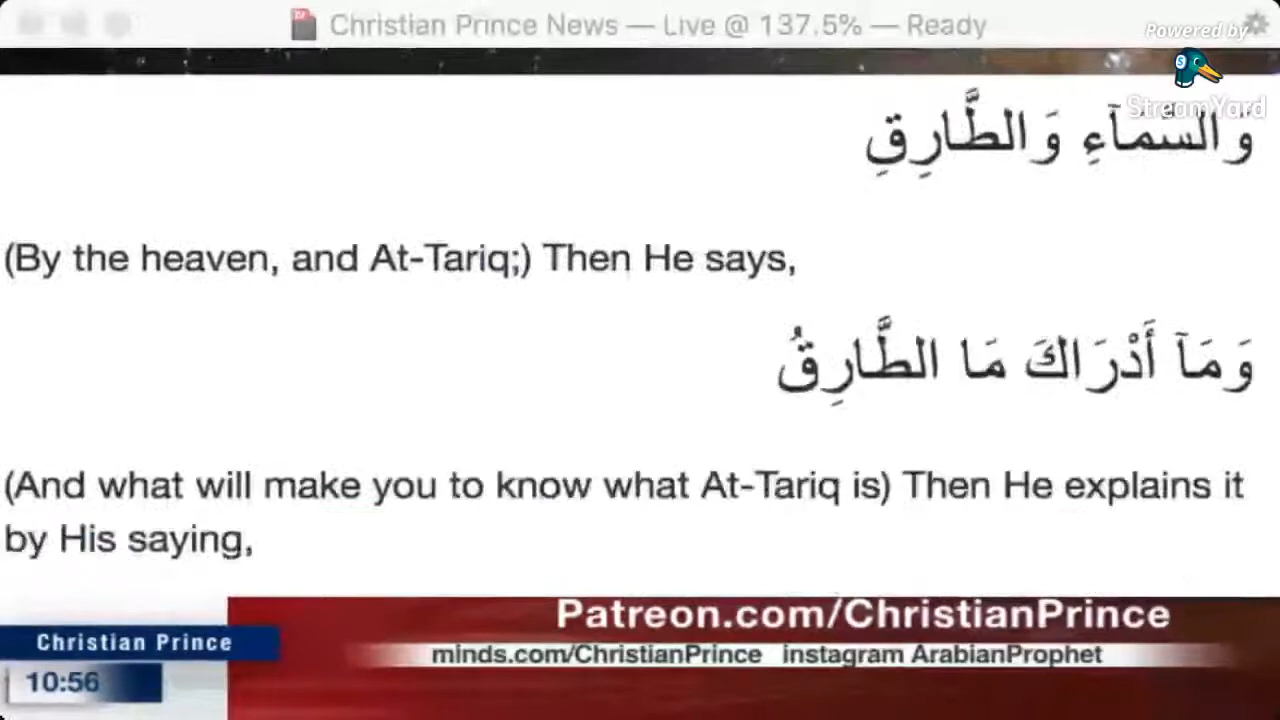 Christian Prince News — Live @ 137.5% — Ready
Powered by
StreamYard
وَالسَّمَآءِ وَالطَّارِقِ
(By the heaven, and At-Tariq;) Then He says,
وَمَآ أَدْرَاكَ مَا الطَّارِقُ
(And what will make you to know what At-Tariq is) Then He explains it
by His saying,
Patreon.com/ChristianPrince
Christian Prince
minds.com/ChristianPrince instagram ArabianProphet
10:56